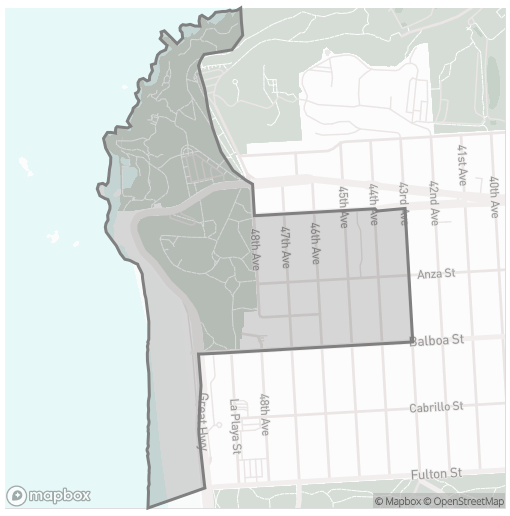 41st Ave
40th Ave
42nd Ave
43rd Ave
44th Ave
45th Ave
46th Ave
47th Ave
48th Ave
Anza St
Balboa St
Cabrillo St
Great Hwy
La Playa St
48th Ave
Fulton St
mapbox
© Mapbox © OpenStreetMap